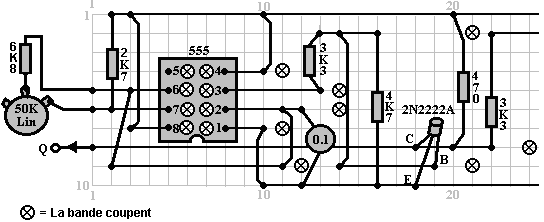 1 10 20
555
6K8
2K7
5 4
6 3
7 2
8 1
50K
Lin
3K3
4K7
470
3K3
2N2222A
0.1
Q
C
B
E
10 10 20
= La bande coupent